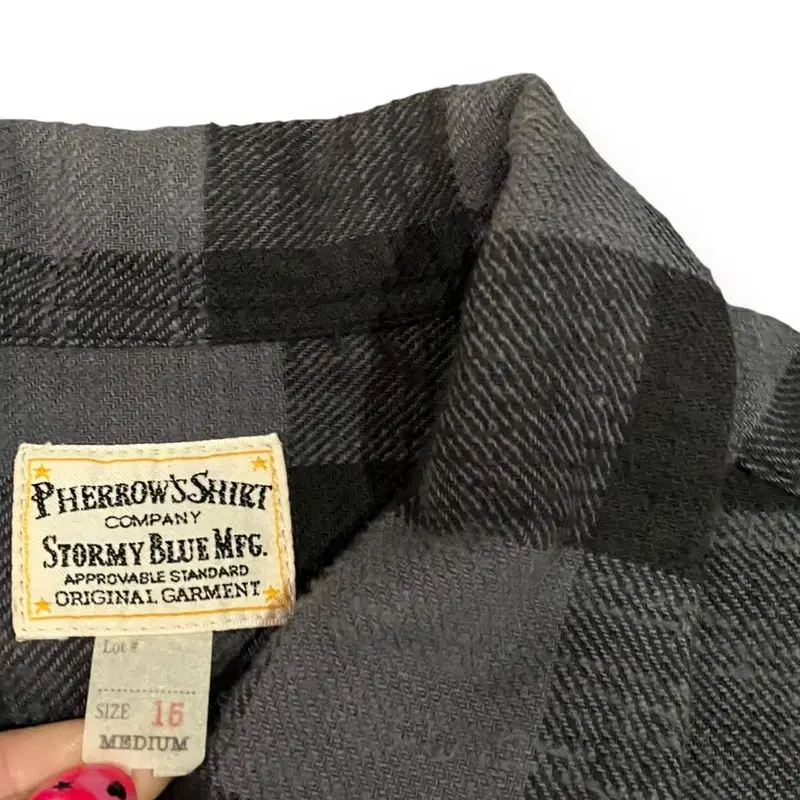 PHERROW'S SHIRT
COMPANY
STORMY BLUE MFG.
APPROVABLE STANDARD
ORIGINAL GARMENT
Lot#
SIZE 15
MEDIUM